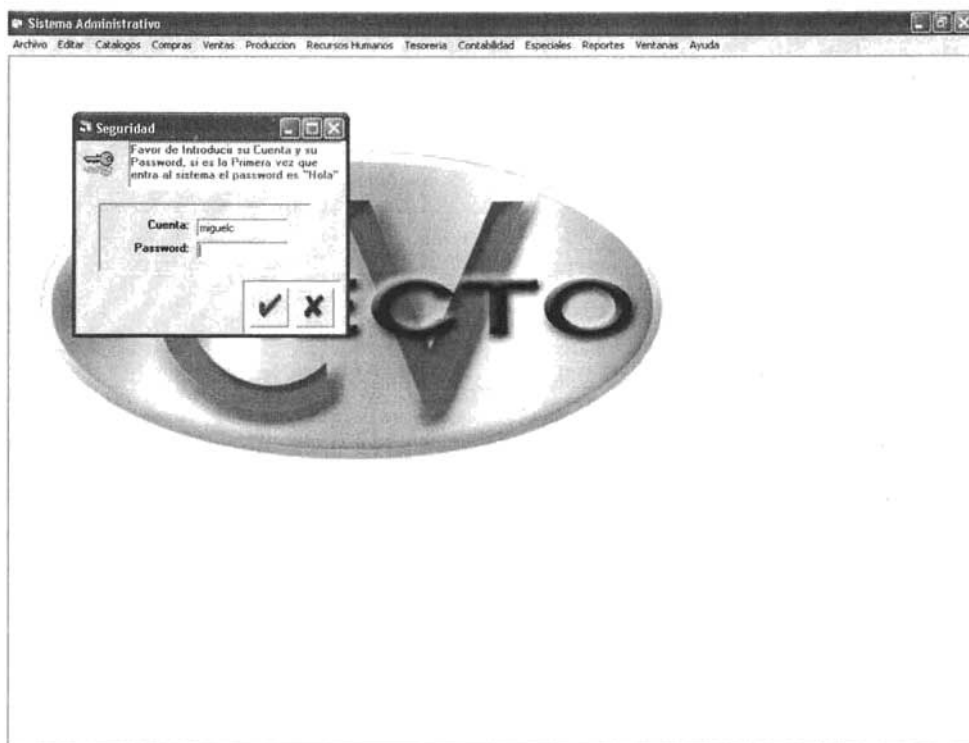 Sistema Administrativo
Archivo Editar Catalogos Compras Ventas Produccion Recursos Humanos Tesoreria Contabilidad Especiales Reportes Ventanas Ayuda
Seguridad
Favor de Introducir su Cuenta y su
Password, si es la Primera vez que
entra al sistema el password es "Hola"
Cuenta: miguelc
Password:
CV
ECTO